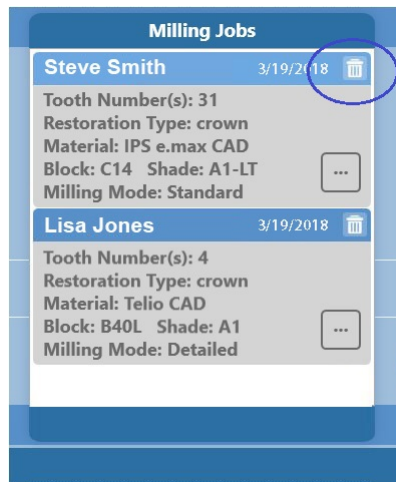 Milling Jobs
Steve Smith 3/19/2018
Tooth Number(s): 31
Restoration Type: crown
Material: IPS e.max CAD
Block: C14 Shade: A1-LT
...
Milling Mode: Standard
Lisa Jones 3/19/2018
Tooth Number(s): 4
Restoration Type: crown
Material: Telio CAD
Block: B40L Shade: A1
...
Milling Mode: Detailed